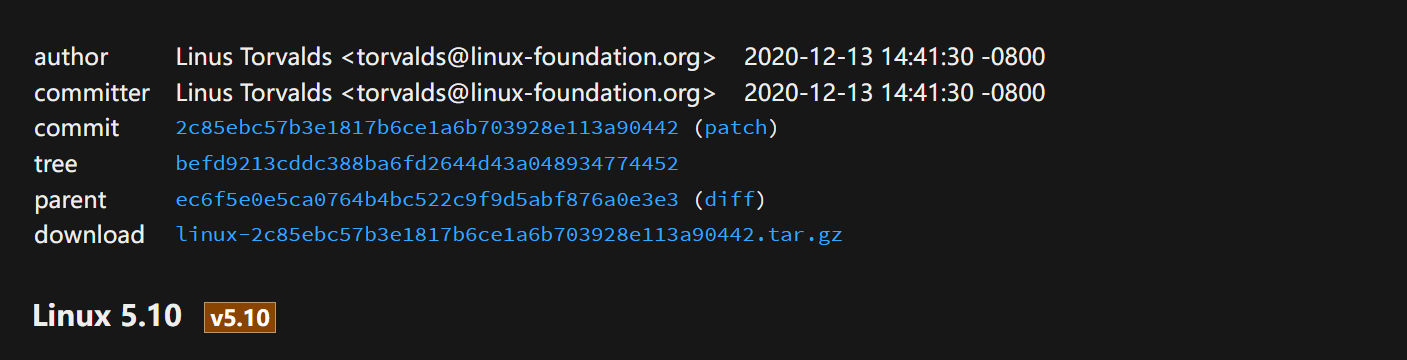 author Linus Torvalds <torvalds@linux-foundation.org> 2020-12-13 14:41:30 -0800
committer Linus Torvalds <torvalds@linux-foundation.org> 2020-12-13 14:41:30 -0800
commit 2c85ebc57b3e1817b6ce1a6b703928e113a90442 (patch)
tree befd9213cddc388ba6fd2644d43a048934774452
parent ec6f5e0e5ca0764b4bc522c9f9d5abf876a0e3e3 (diff)
download linux-2c85ebc57b3e1817b6ce1a6b703928e113a90442.tar.gz
Linux 5.10 v5.10